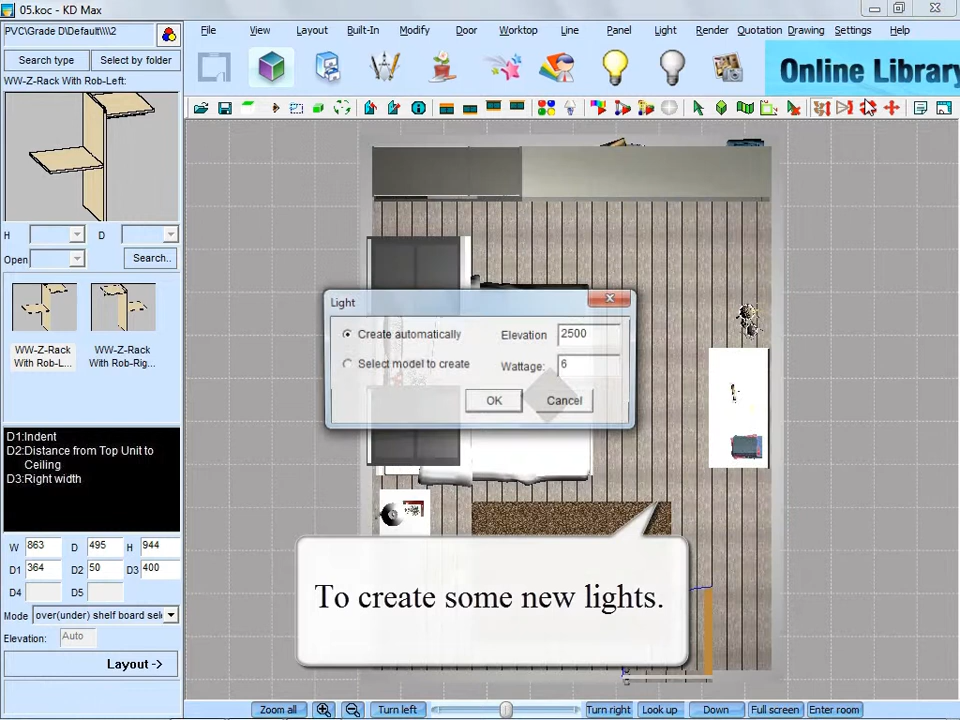 05.koc - KD Max
PVC\Grade D\Default\\\\2
Search type
Select by folder
WW-Z-Rack With Rob-Left:
H
D
Open
Search..
WW-Z-Rack With Rob-L...
WW-Z-Rack With Rob-Rig...
D1:Indent
D2:Distance from Top Unit to
Ceiling
D3:Right width
W 863 D 495 H 944
D1 364 D2 50 D3 400
D4 D5
Mode over(under) shelf board sel
Elevation: Auto
Layout ->
File View Layout Built-In Modify Door Worktop Line Panel Light Render Quotation Drawing Settings Help
Online Library
Light
Create automatically Elevation 2500
Select model to create Wattage: 6
OK Cancel
To create some new lights.
Zoom all Turn left Turn right Look up Down Full screen Enter room